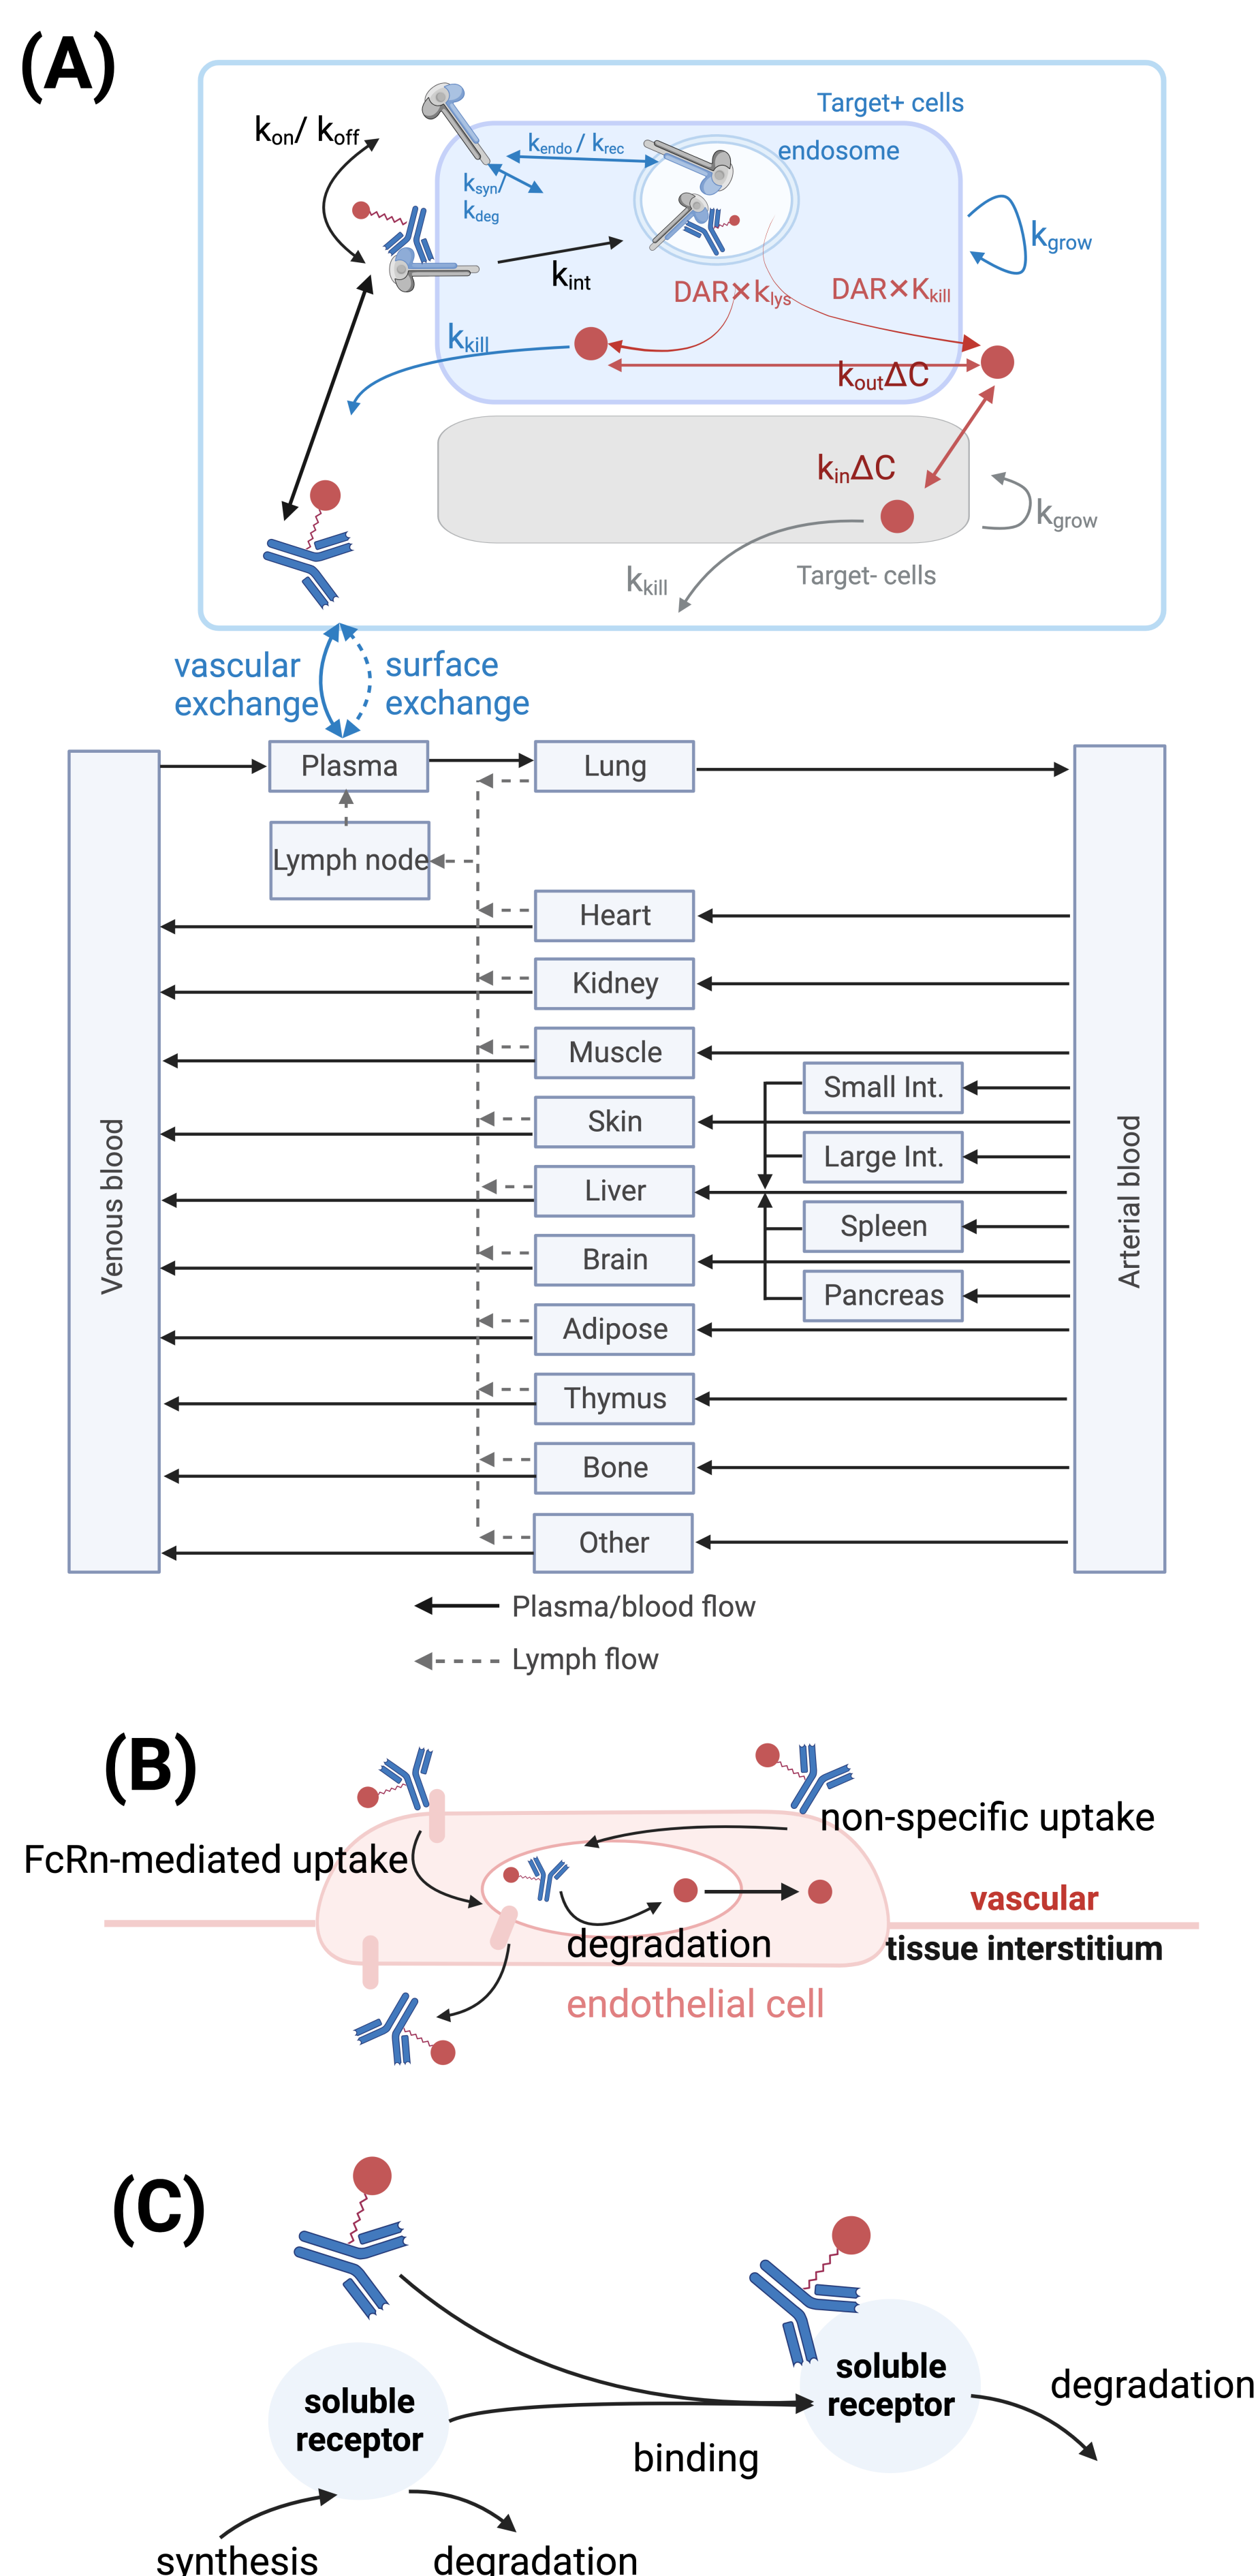 (A)
Target+ cells
kon/ koff
kendo / krec
endosome
ksyn/
kdeg
kgrow
kint
DAR×klys
DAR×Kkill
kkill
koutΔC
kinΔC
kgrow
kkill
Target- cells
vascular
exchange
surface
exchange
Plasma
Lung
Lymph node
Heart
Kidney
Muscle
Small Int.
Skin
Large Int.
Venous blood
Arterial blood
Liver
Spleen
Brain
Pancreas
Adipose
Thymus
Bone
Other
Plasma/blood flow
Lymph flow
(B)
non-specific uptake
FcRn-mediated uptake
vascular
degradation
tissue interstitium
endothelial cell
(C)
soluble
receptor
degradation
soluble
receptor
binding
synthesis
degradation